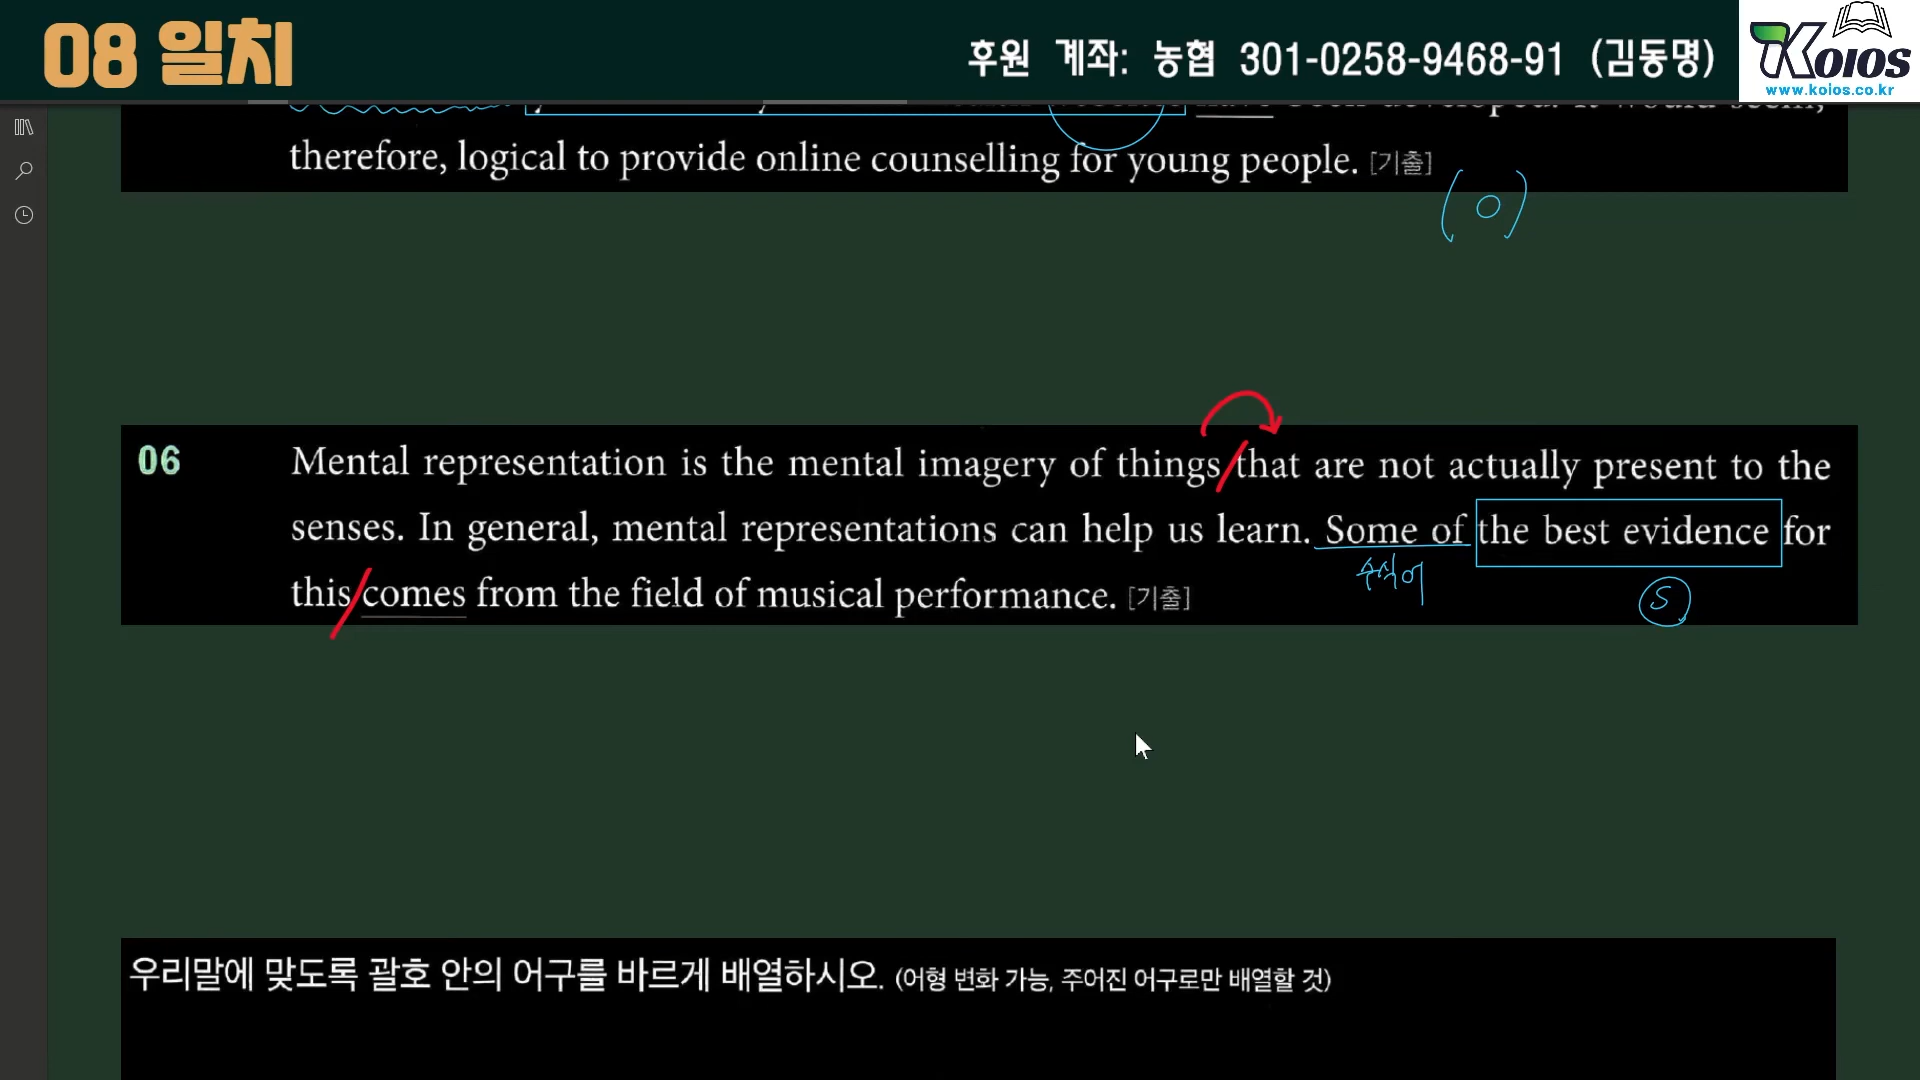 08 일치
후원 계좌: 농협 301-0258-9468-91 (김동명)
KOIOS
www.koios.co.kr
have been developed. It would seem,
therefore, logical to provide online counselling for young people. [기출]
( O )
06 Mental representation is the mental imagery of things that are not actually present to the
senses. In general, mental representations can help us learn. Some of the best evidence for
수식어
S
this comes from the field of musical performance. [기출]
우리말에 맞도록 괄호 안의 어구를 바르게 배열하시오. (어형 변화 가능, 주어진 어구로만 배열할 것)